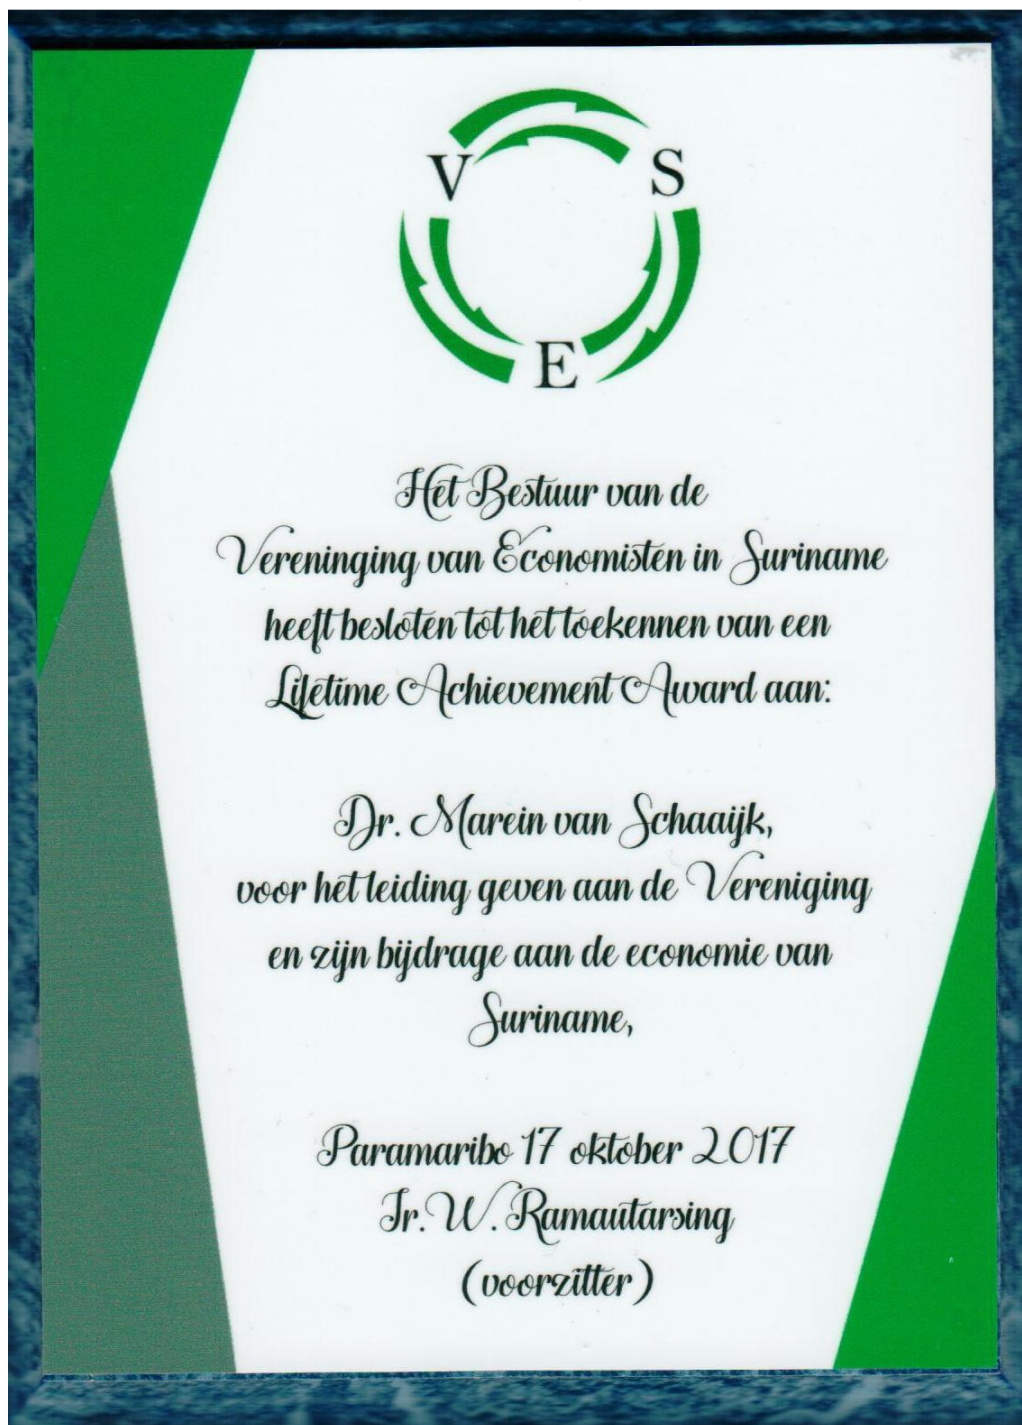 V S
E
Het Bestuur van de
Vereninging van Economisten in Suriname
heeft besloten tot het toekennen van een
Lifetime Achievement Award aan:
Dr. Marein van Schaaijk,
voor het leiding geven aan de Vereniging
en zijn bijdrage aan de economie van
Suriname,
Paramaribo 17 oktober 2017
Ir. W. Ramautarsing
(voorzitter)